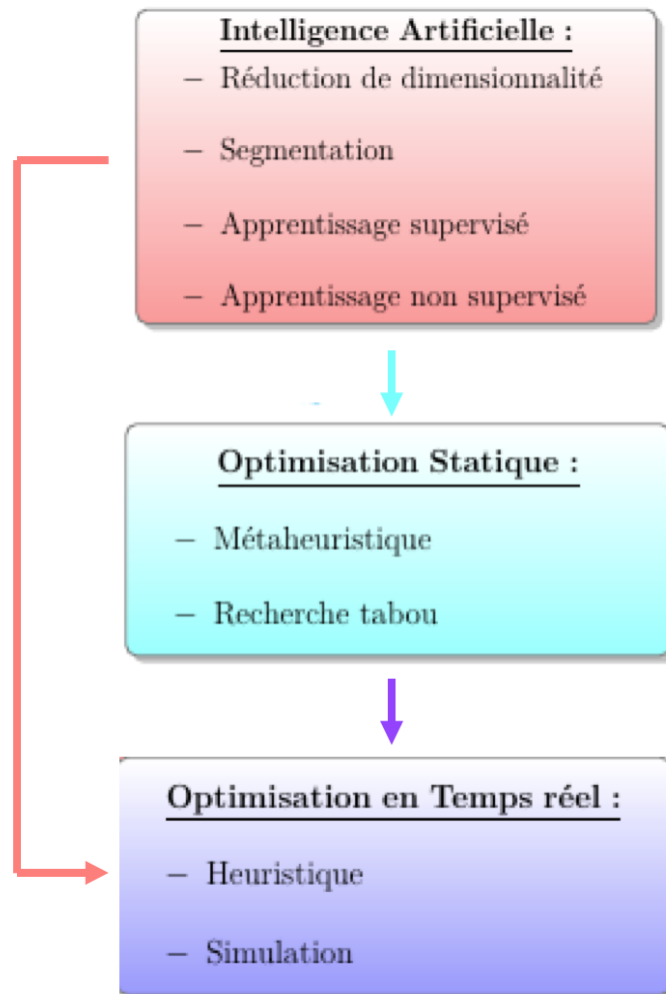 Intelligence Artificielle :
– Réduction de dimensionnalité
– Segmentation
– Apprentissage supervisé
– Apprentissage non supervisé
Optimisation Statique :
– Métaheuristique
– Recherche tabou
Optimisation en Temps réel :
– Heuristique
– Simulation